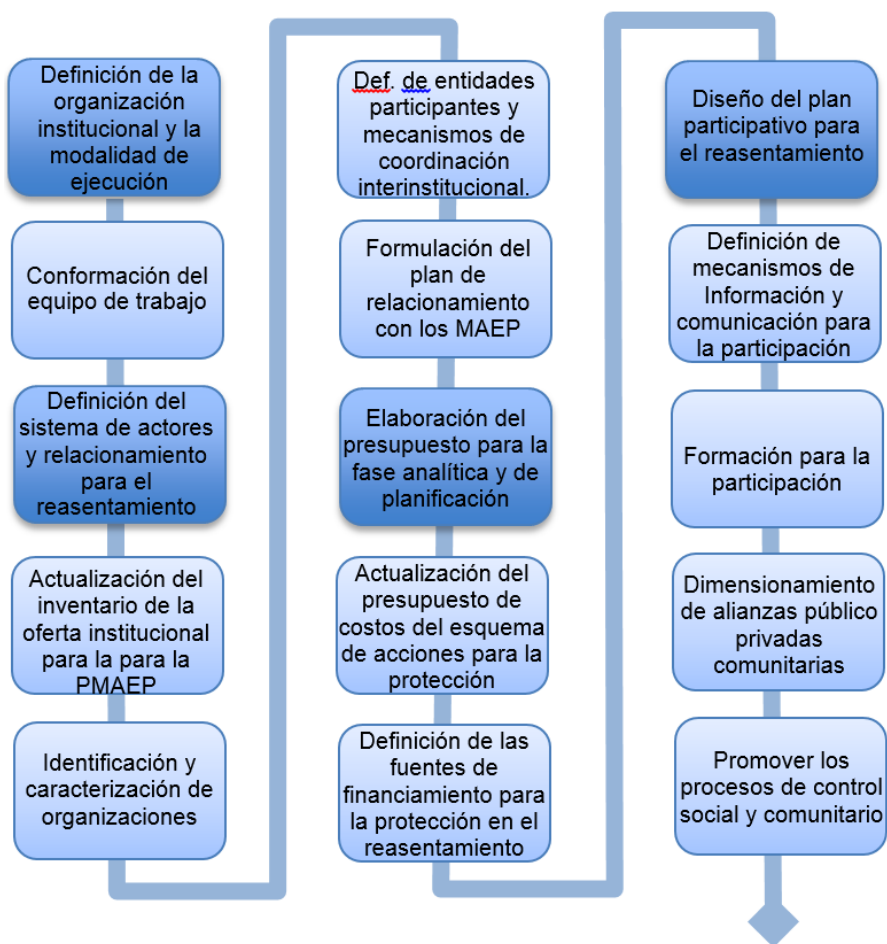 Definición de la
organización
institucional y la
modalidad de
ejecución
Conformación del
equipo de trabajo
Definición del
sistema de actores
y relacionamiento
para el
reasentamiento
Actualización del
inventario de la
oferta institucional
para la para la
PMAEP
Identificación y
caracterización de
organizaciones
Def. de entidades
participantes y
mecanismos de
coordinación
interinstitucional.
Formulación del
plan de
relacionamiento
con los MAEP
Elaboración del
presupuesto para la
fase analítica y de
planificación
Actualización del
presupuesto de
costos del esquema
de acciones para la
protección
Definición de las
fuentes de
financiamiento para
la protección en el
reasentamiento
Diseño del plan
participativo para
el reasentamiento
Definición de
mecanismos de
Información y
comunicación para
la participación
Formación para la
participación
Dimensionamiento
de alianzas público
privadas
comunitarias
Promover los
procesos de control
social y comunitario